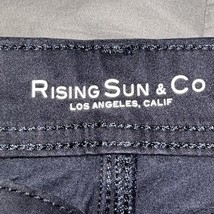 RISING SUN & CO
LOS ANGELES, CALIF